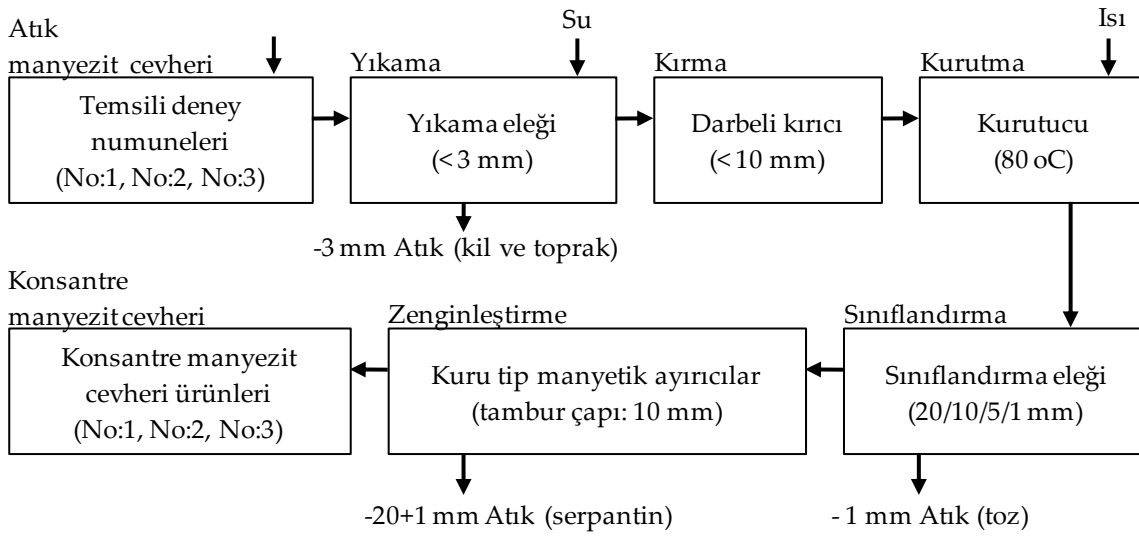 Atık
manyezit cevheri
Temsili deney
numuneleri
(No:1, No:2, No:3)
Su
Yıkama
Yıkama eleği
(<3 mm)
-3 mm Atık (kil ve toprak)
Kırma
Darbeli kırıcı
(<10 mm)
Isı
Kurutma
Kurutucu
(80 oC)
Sınıflandırma
Sınıflandırma eleği
(20/10/5/1 mm)
- 1 mm Atık (toz)
Zenginleştirme
Kuru tip manyetik ayırıcılar
(tambur çapı: 10 mm)
-20+1 mm Atık (serpantin)
Konsantre
manyezit cevheri
Konsantre manyezit
cevheri ürünleri
(No:1, No:2, No:3)